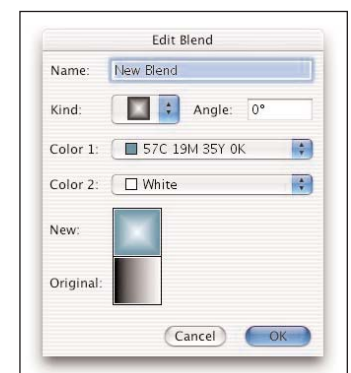 Edit Blend
Name: New Blend
Kind: Angle: 0°
Color 1: 57C 19M 35Y 0K
Color 2: White
New:
Original:
Cancel OK